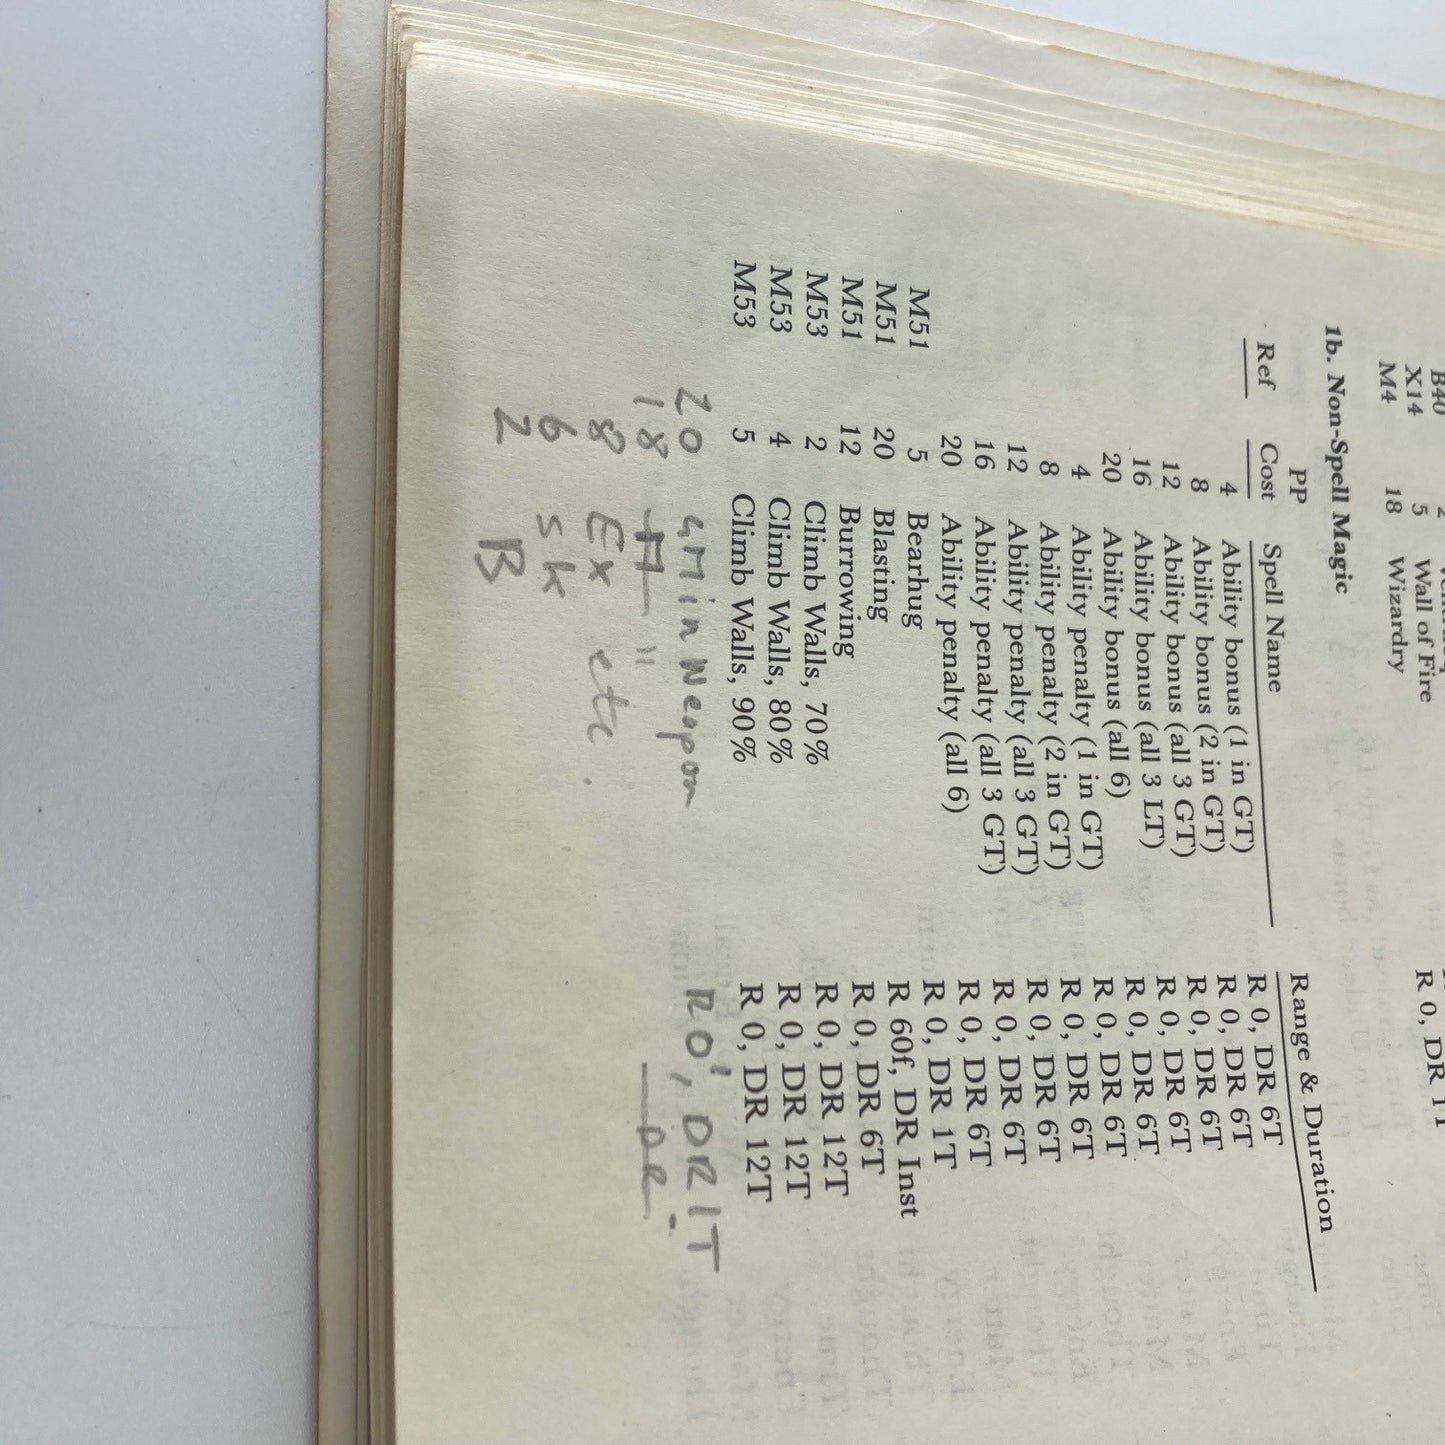 B40 2
X14 5 Wall of Fire
M4 18 Wizardry R 0, DR 1T
1b. Non-Spell Magic
PP
Ref Cost Spell Name Range & Duration
4 Ability bonus (1 in GT) R 0, DR 6T
8 Ability bonus (2 in GT) R 0, DR 6T
12 Ability bonus (all 3 GT) R 0, DR 6T
16 Ability bonus (all 3 LT) R 0, DR 6T
20 Ability bonus (all 6) R 0, DR 6T
4 Ability penalty (1 in GT) R 0, DR 6T
8 Ability penalty (2 in GT) R 0, DR 6T
12 Ability penalty (all 3 GT) R 0, DR 6T
16 Ability penalty (all 3 GT) R 0, DR 6T
20 Ability penalty (all 6) R 0, DR 6T
M51 5 Bearhug R 0, DR 1T
M51 20 Blasting R 60f, DR Inst
M51 12 Burrowing R 0, DR 6T
M53 2 Climb Walls, 70% R 0, DR 12T
M53 4 Climb Walls, 80% R 0, DR 12T
M53 5 Climb Walls, 90% R 0, DR 12T
20 GM in Weapon R0', DR 1T
18 M " DR
8 Ex etc.
6 sk
2 B